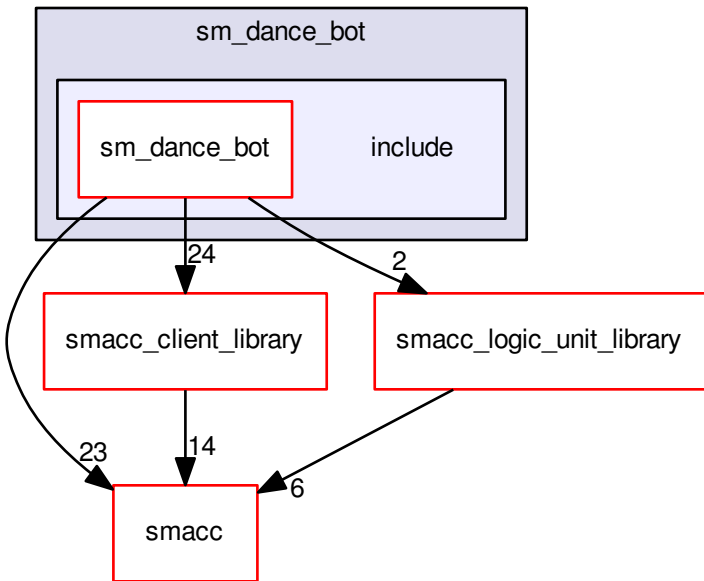 sm_dance_bot
sm_dance_bot
include
24
2
smacc_client_library
smacc_logic_unit_library
23
14
6
smacc